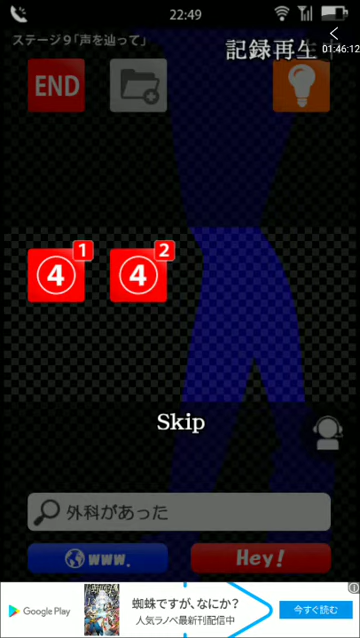 22:49
ステージ9「声を辿って」
記録再生
01:46:12
END
1
2
④ ④
Skip
外科があった
www.
Hey!
Google Play
蜘蛛ですが、なにか？
人気ラノベ最新刊配信中
今すぐ読む